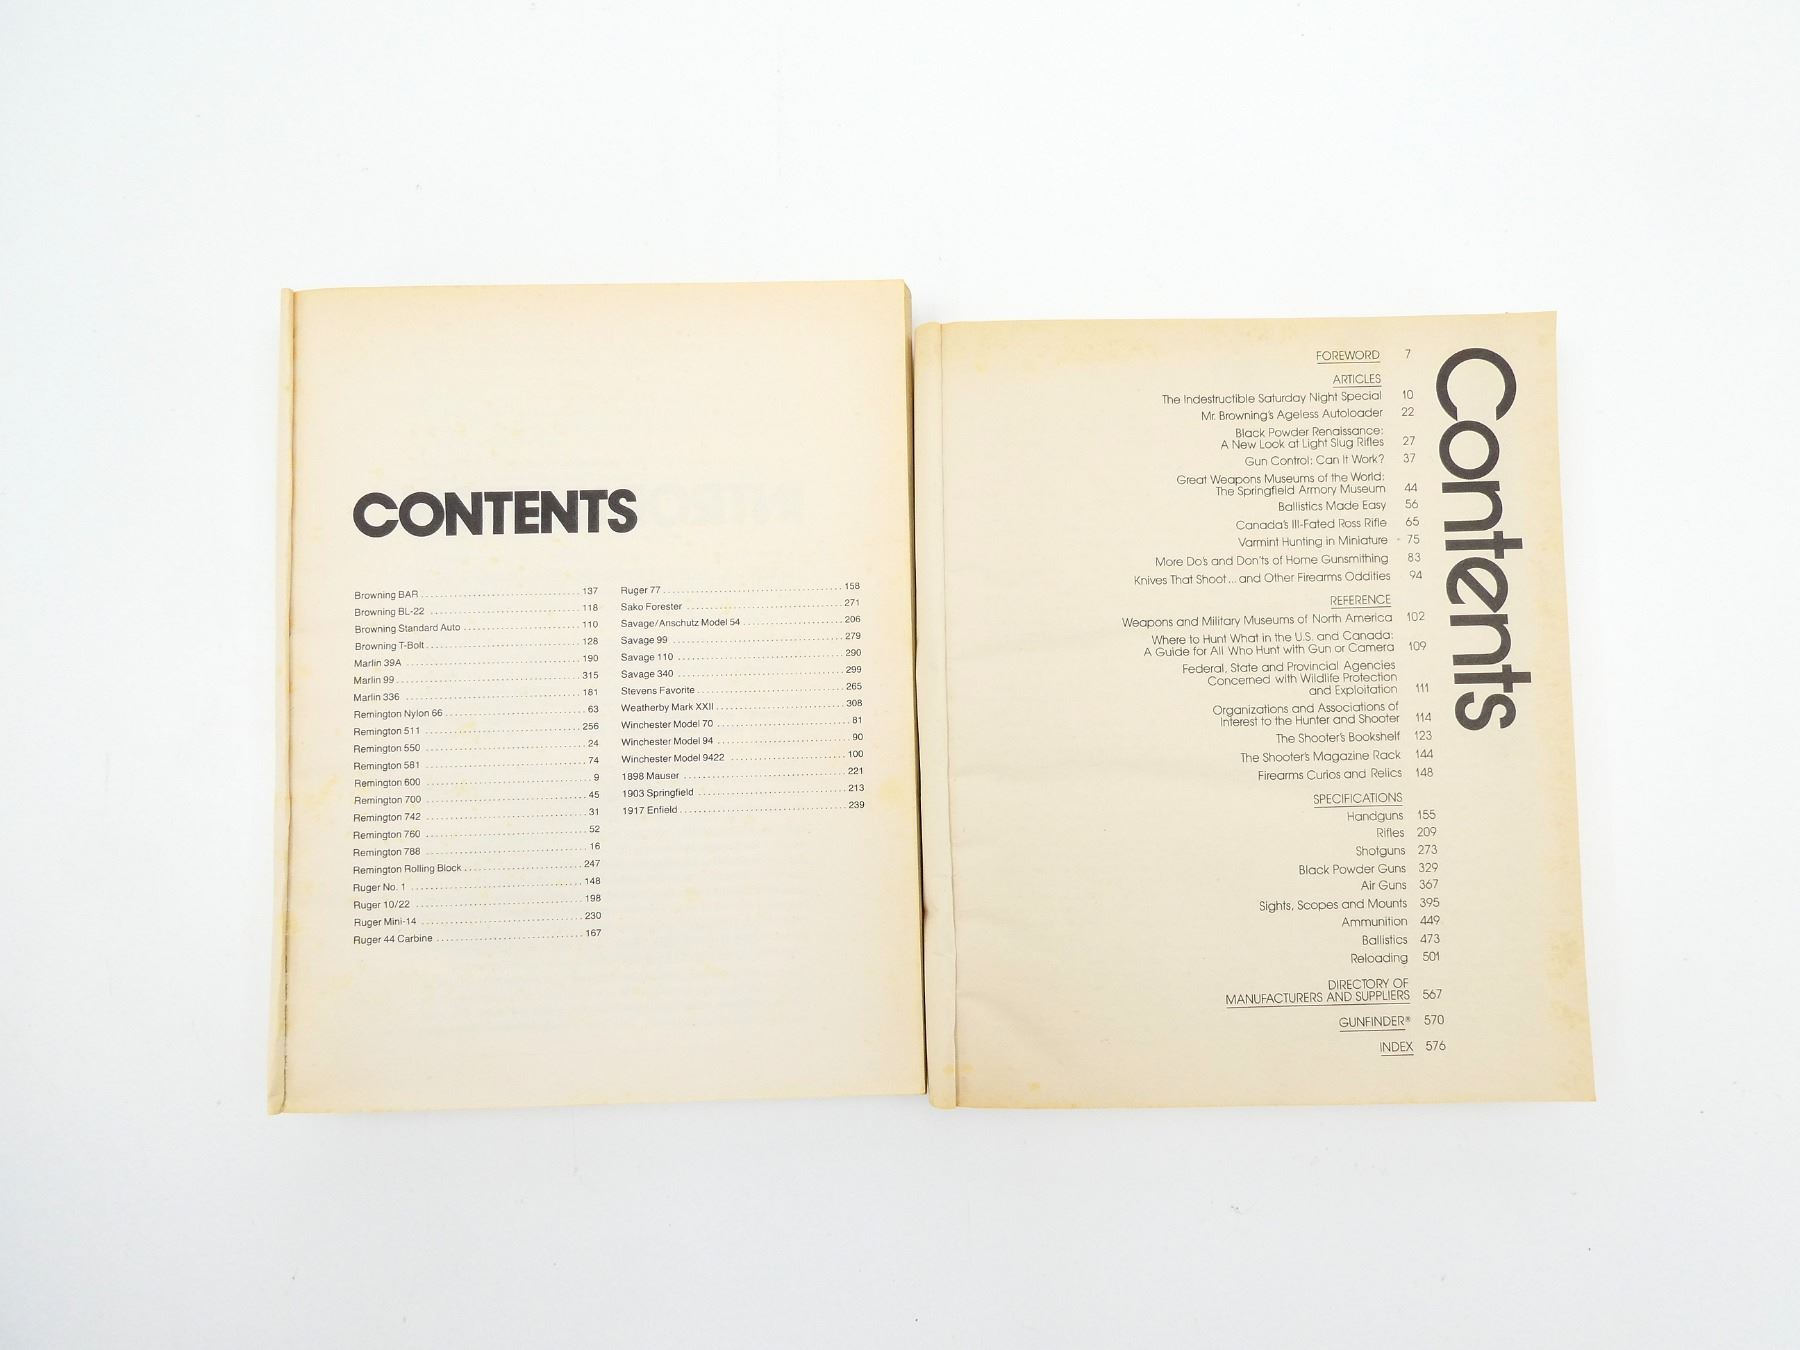 CONTENTS
Browning BAR 137
Browning BL-22 118
Browning Standard Auto 110
Browning T-Bolt 128
Marlin 39A 190
Marlin 99 315
Marlin 336 181
Remington Nylon 66 63
Remington 511 256
Remington 550 24
Remington 581 74
Remington 600 9
Remington 700 45
Remington 742 31
Remington 760 52
Remington 788 16
Remington Rolling Block 247
Ruger No. 1 148
Ruger 10/22 198
Ruger Mini-14 230
Ruger 44 Carbine 167
Ruger 77 158
Sako Forester 271
Savage/Anschutz Model 54 206
Savage 99 279
Savage 110 290
Savage 340 299
Stevens Favorite 265
Weatherby Mark XXII 308
Winchester Model 70 81
Winchester Model 94 90
Winchester Model 9422 100
1898 Mauser 221
1903 Springfield 213
1917 Enfield 239
Contents
FOREWORD 7
ARTICLES
The Indestructible Saturday Night Special 10
Mr. Browning's Ageless Autoloader 22
Black Powder Renaissance:
A New Look at Light Slug Rifles 27
Gun Control: Can It Work? 37
Great Weapons Museums of the World:
The Springfield Armory Museum 44
Ballistics Made Easy 56
Canada's Ill-Fated Ross Rifle 65
Varmint Hunting in Miniature 75
More Do's and Don'ts of Home Gunsmithing 83
Knives That Shoot...and Other Firearms Oddities 94
REFERENCE
Weapons and Military Museums of North America 102
Where to Hunt What in the U.S. and Canada:
A Guide for All Who Hunt with Gun or Camera 109
Federal, State and Provincial Agencies
Concerned with Wildlife Protection
and Exploitation 111
Organizations and Associations of
Interest to the Hunter and Shooter 114
The Shooter's Bookshelf 123
The Shooter's Magazine Rack 144
Firearms Curios and Relics 148
SPECIFICATIONS
Handguns 155
Rifles 209
Shotguns 273
Black Powder Guns 329
Air Guns 367
Sights, Scopes and Mounts 395
Ammunition 449
Ballistics 473
Reloading 501
DIRECTORY OF
MANUFACTURERS AND SUPPLIERS 567
GUNFINDER® 570
INDEX 576